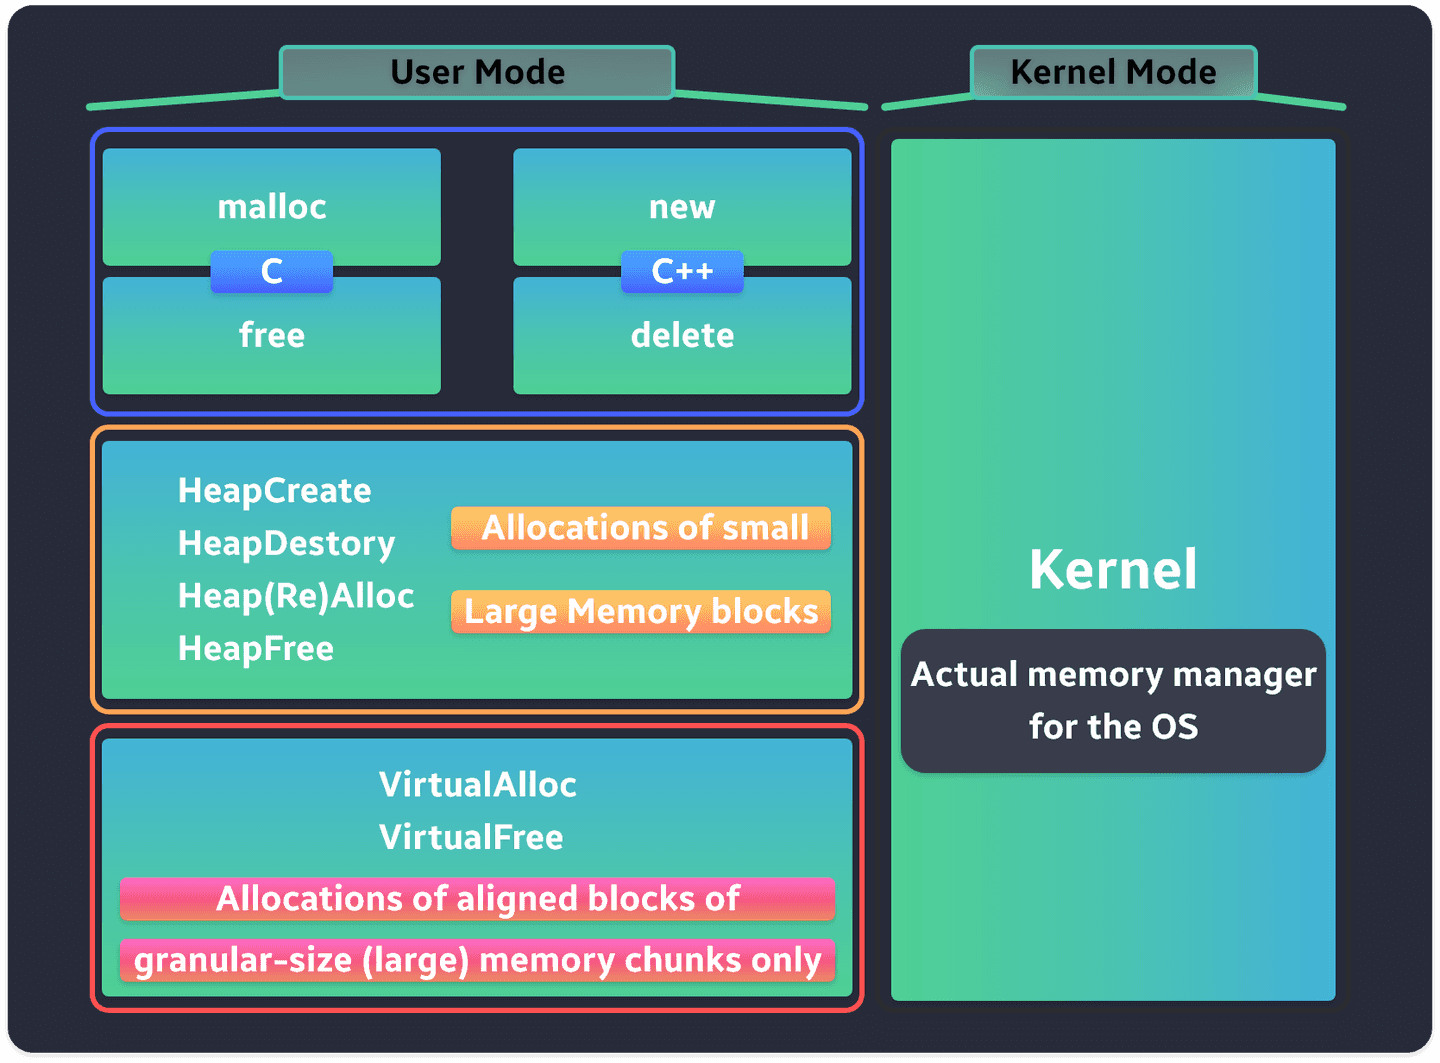 User Mode
Kernel Mode
malloc
C
free
new
C++
delete
HeapCreate
HeapDestory
Heap(Re)Alloc
HeapFree
Allocations of small
Large Memory blocks
VirtualAlloc
VirtualFree
Allocations of aligned blocks of
granular-size (large) memory chunks only
Kernel
Actual memory manager
for the OS